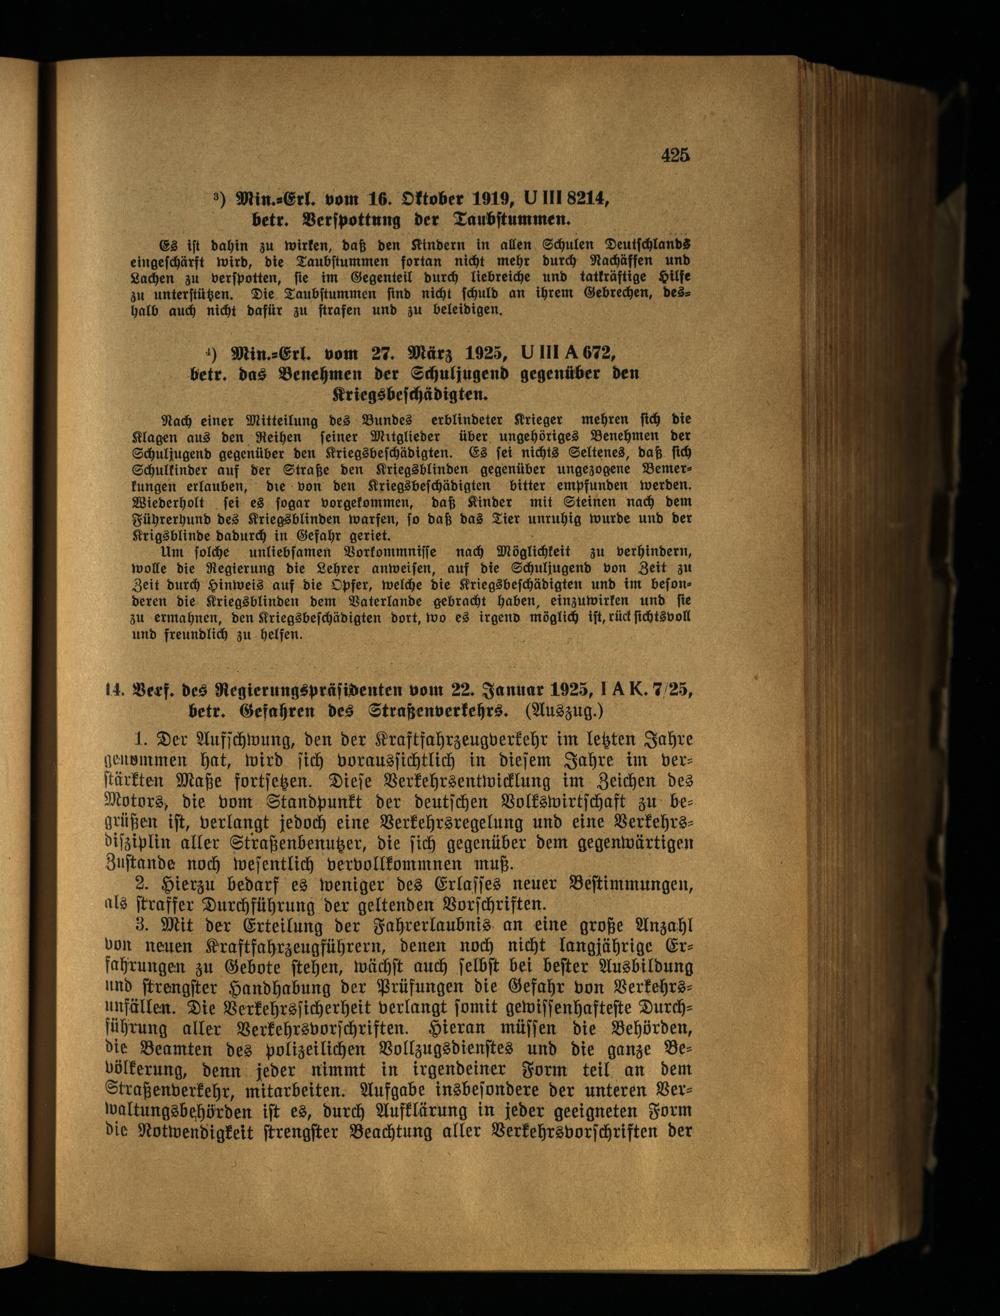 425
³) Min.=Erl. vom 16. Oktober 1919, U III 8214,
betr. Verspottung der Taubstummen.
Es ist dahin zu wirken, daß den Kindern in allen Schulen Deutschlands
eingeschärft wird, die Taubstummen fortan nicht mehr durch Nachäffen und
Lachen zu verspotten, sie im Gegenteil durch liebreiche und tatkräftige Hilfe
zu unterstützen. Die Taubstummen sind nicht schuld an ihrem Gebrechen, des=
halb auch nicht dafür zu strafen und zu beleidigen.
⁴) Min.=Erl. vom 27. März 1925, U III A 672,
betr. das Benehmen der Schuljugend gegenüber den
Kriegsbeschädigten.
Nach einer Mitteilung des Bundes erblindeter Krieger mehren sich die
Klagen aus den Reihen seiner Mitglieder über ungehöriges Benehmen der
Schuljugend gegenüber den Kriegsbeschädigten. Es sei nichts Seltenes, daß sich
Schulkinder auf der Straße den Kriegsblinden gegenüber ungezogene Bemer=
kungen erlauben, die von den Kriegsbeschädigten bitter empfunden werden.
Wiederholt sei es sogar vorgekommen, daß Kinder mit Steinen nach dem
Führerhund des Kriegsblinden warfen, so daß das Tier unruhig wurde und der
Krigsblinde dadurch in Gefahr geriet.
Um solche unliebsamen Vorkommnisse nach Möglichkeit zu verhindern,
wolle die Regierung die Lehrer anweisen, auf die Schuljugend von Zeit zu
Zeit durch Hinweis auf die Opfer, welche die Kriegsbeschädigten und im beson=
deren die Kriegsblinden dem Vaterlande gebracht haben, einzuwirken und sie
zu ermahnen, den Kriegsbeschädigten dort, wo es irgend möglich ist, rücksichtsvoll
und freundlich zu helfen.
14. Verf. des Regierungspräsidenten vom 22. Januar 1925, I A K. 7/25,
betr. Gefahren des Straßenverkehrs. (Auszug.)
1. Der Aufschwung, den der Kraftfahrzeugverkehr im letzten Jahre
genommen hat, wird sich voraussichtlich in diesem Jahre im ver=
stärkten Maße fortsetzen. Diese Verkehrsentwicklung im Zeichen des
Motors, die vom Standpunkt der deutschen Volkswirtschaft zu be=
grüßen ist, verlangt jedoch eine Verkehrsregelung und eine Verkehrs=
disziplin aller Straßenbenutzer, die sich gegenüber dem gegenwärtigen
Zustande noch wesentlich vervollkommnen muß.
2. Hierzu bedarf es weniger des Erlasses neuer Bestimmungen,
als straffer Durchführung der geltenden Vorschriften.
3. Mit der Erteilung der Fahrerlaubnis an eine große Anzahl
von neuen Kraftfahrzeugführern, denen noch nicht langjährige Er=
fahrungen zu Gebote stehen, wächst auch selbst bei bester Ausbildung
und strengster Handhabung der Prüfungen die Gefahr von Verkehrs=
unfällen. Die Verkehrssicherheit verlangt somit gewissenhafteste Durch=
führung aller Verkehrsvorschriften. Hieran müssen die Behörden,
die Beamten des polizeilichen Vollzugsdienstes und die ganze Be=
völkerung, denn jeder nimmt in irgendeiner Form teil an dem
Straßenverkehr, mitarbeiten. Aufgabe insbesondere der unteren Ver=
waltungsbehörden ist es, durch Aufklärung in jeder geeigneten Form
die Notwendigkeit strengster Beachtung aller Verkehrsvorschriften der